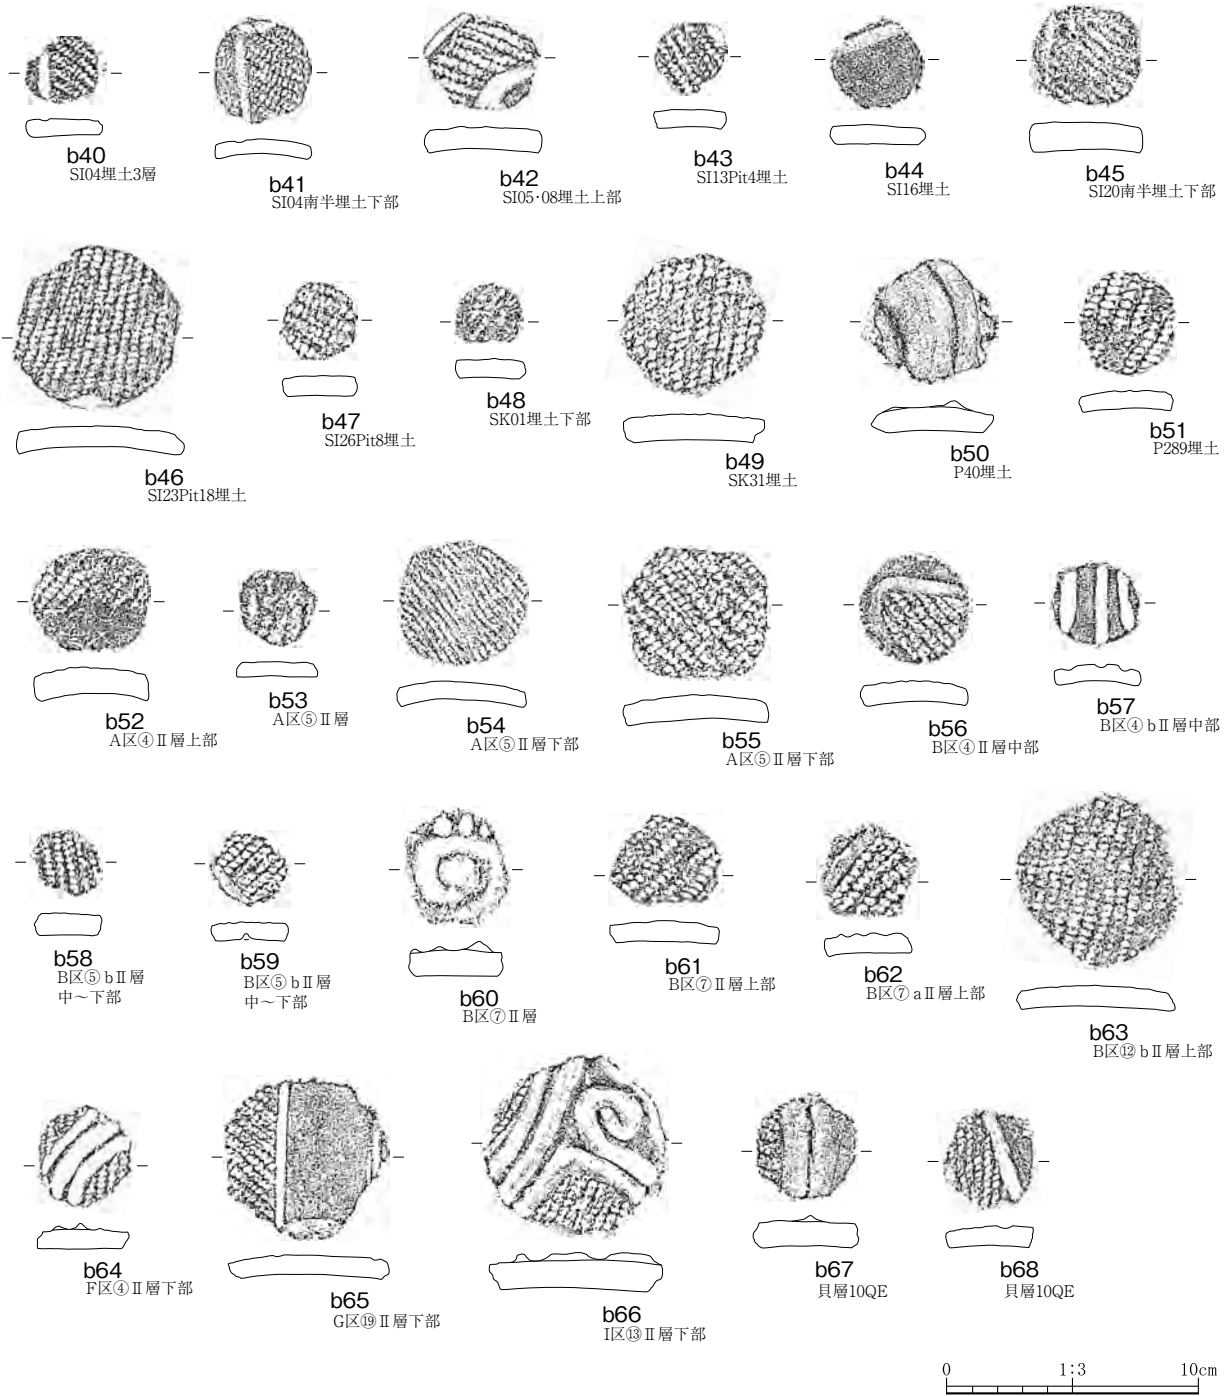 b40
SI04埋土3層
b41
SI04南半埋土下部
b42
SI05·08埋土上部
b43
SI13Pit4埋土
b44
SI16埋土
b45
SI20南半埋土下部
b46
SI23Pit18埋土
b47
SI26Pit8埋土
b48
SK01埋土下部
b49
SK31埋土
b50
P40埋土
b51
P289埋土
b52
A区④Ⅱ層上部
b53
A区⑤Ⅱ層
b54
A区⑤Ⅱ層下部
b55
A区⑤Ⅱ層下部
b56
B区④Ⅱ層中部
b57
B区④bⅡ層中部
b58
B区⑤bⅡ層
中～下部
b59
B区⑤bⅡ層
中～下部
b60
B区⑦Ⅱ層
b61
B区⑦Ⅱ層上部
b62
B区⑦aⅡ層上部
b63
B区⑫bⅡ層上部
b64
F区④Ⅱ層下部
b65
G区⑲Ⅱ層下部
b66
I区⑬Ⅱ層下部
b67
貝層10QE
b68
貝層10QE
0 1:3 10cm